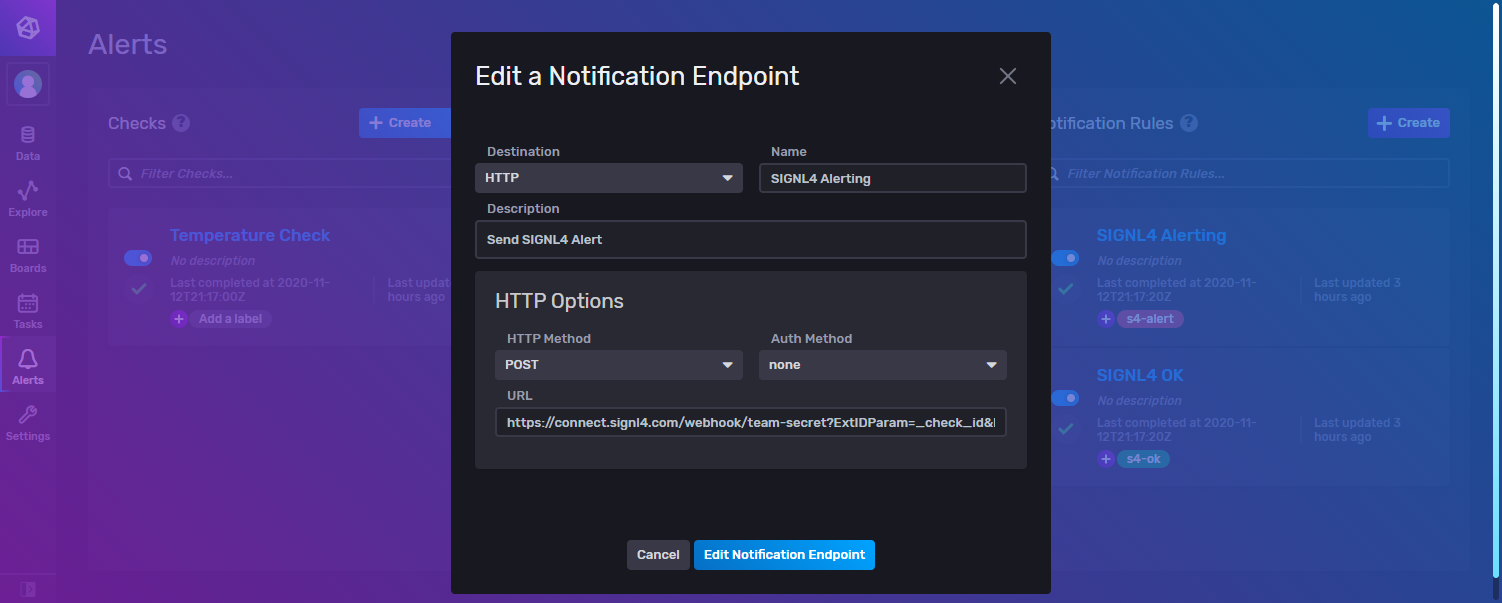 Alerts
Data
Explore
Boards
Tasks
Alerts
Settings
Checks ?
Create
Filter Checks...
Temperature Check
No description
Last completed at 2020-11-
12T21:17:00Z
Last updat
hours ago
Add a label
Edit a Notification Endpoint
Destination
HTTP
Name
SIGNL4 Alerting
Description
Send SIGNL4 Alert
HTTP Options
HTTP Method
POST
Auth Method
none
URL
https://connect.signl4.com/webhook/team-secret?ExtIDParam=_check_id&
Cancel
Edit Notification Endpoint
otification Rules ?
Create
Filter Notification Rules...
SIGNL4 Alerting
No description
Last completed at 2020-11-
12T21:17:20Z
Last updated 3
hours ago
s4-alert
SIGNL4 OK
No description
Last completed at 2020-11-
12T21:17:20Z
Last updated 3
hours ago
s4-ok